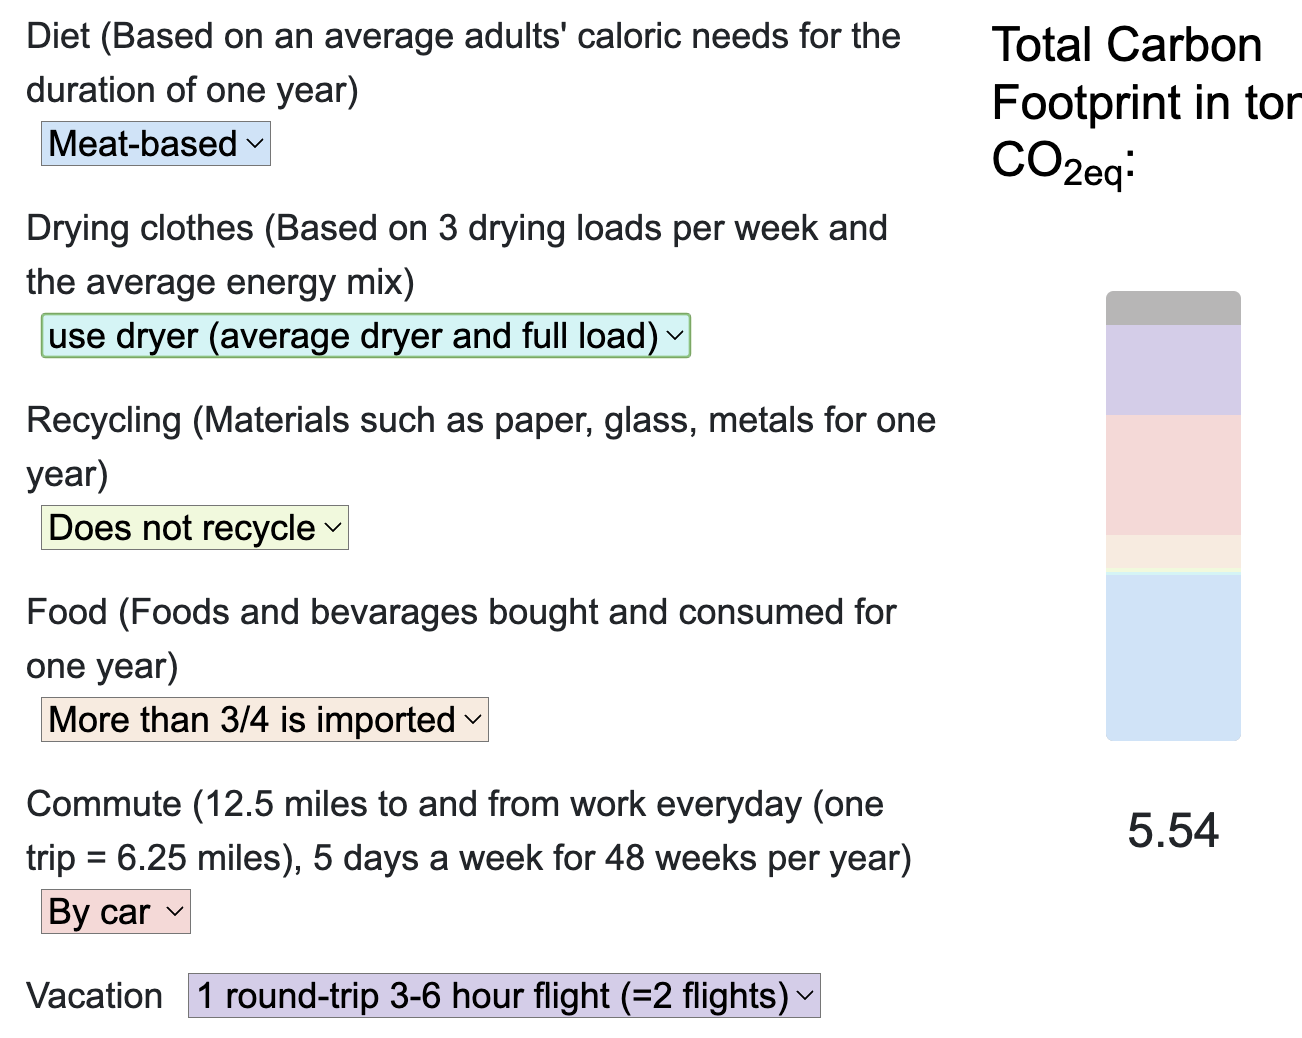 Diet (Based on an average adults' caloric needs for the
duration of one year)
Meat-based
Drying clothes (Based on 3 drying loads per week and
the average energy mix)
use dryer (average dryer and full load)
Recycling (Materials such as paper, glass, metals for one
year)
Does not recycle
Food (Foods and bevarages bought and consumed for
one year)
More than 3/4 is imported
Commute (12.5 miles to and from work everyday (one
trip = 6.25 miles), 5 days a week for 48 weeks per year)
By car
Vacation 1 round-trip 3-6 hour flight (=2 flights)
Total Carbon
Footprint in
CO2eq:
5.54